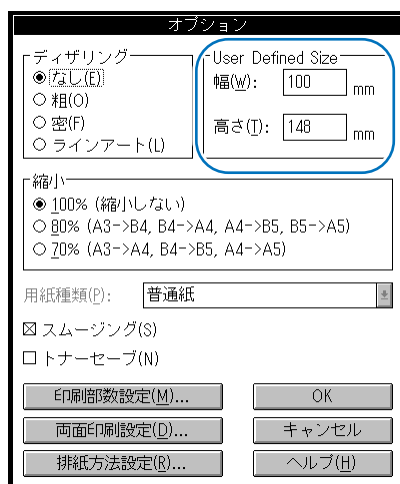 オプション
ディザリング
なし(E)
粗(O)
密(F)
ラインアート(L)
User Defined Size
幅(W): 100 mm
高さ(T): 148 mm
縮小
100% (縮小しない)
80% (A3->B4, B4->A4, A4->B5, B5->A5)
70% (A3->A4, B4->B5, A4->A5)
用紙種類(P): 普通紙
スムージング(S)
トナーセーブ(N)
印刷部数設定(M)...
OK
両面印刷設定(D)...
キャンセル
排紙方法設定(R)...
ヘルプ(H)